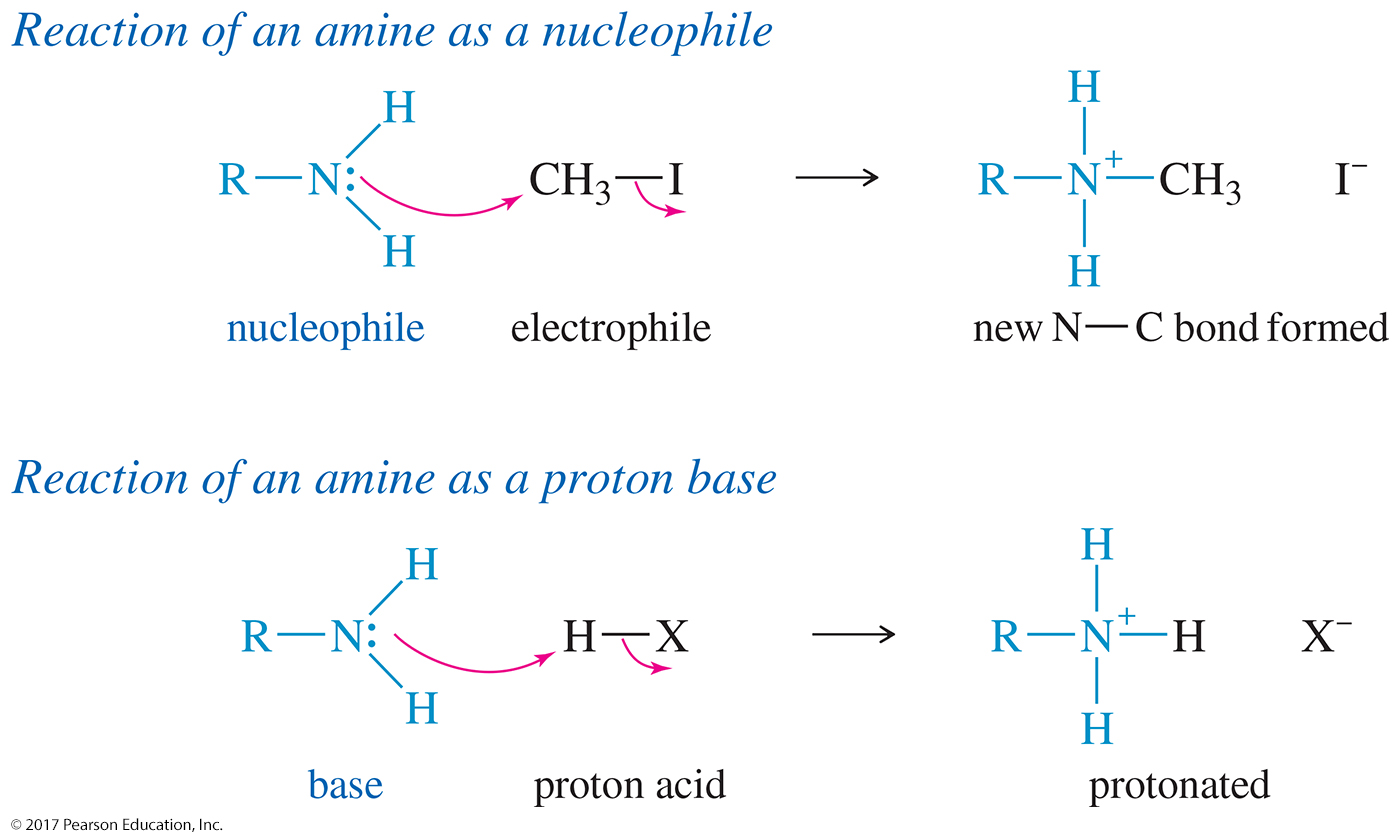 Reaction of an amine as a nucleophile
H H
R—N: CH₃—I → R—N⁺—CH₃ I⁻
H H
nucleophile electrophile new N—C bond formed
Reaction of an amine as a proton base
H H
R—N: H—X → R—N⁺—H X⁻
H H
base proton acid protonated
© 2017 Pearson Education, Inc.